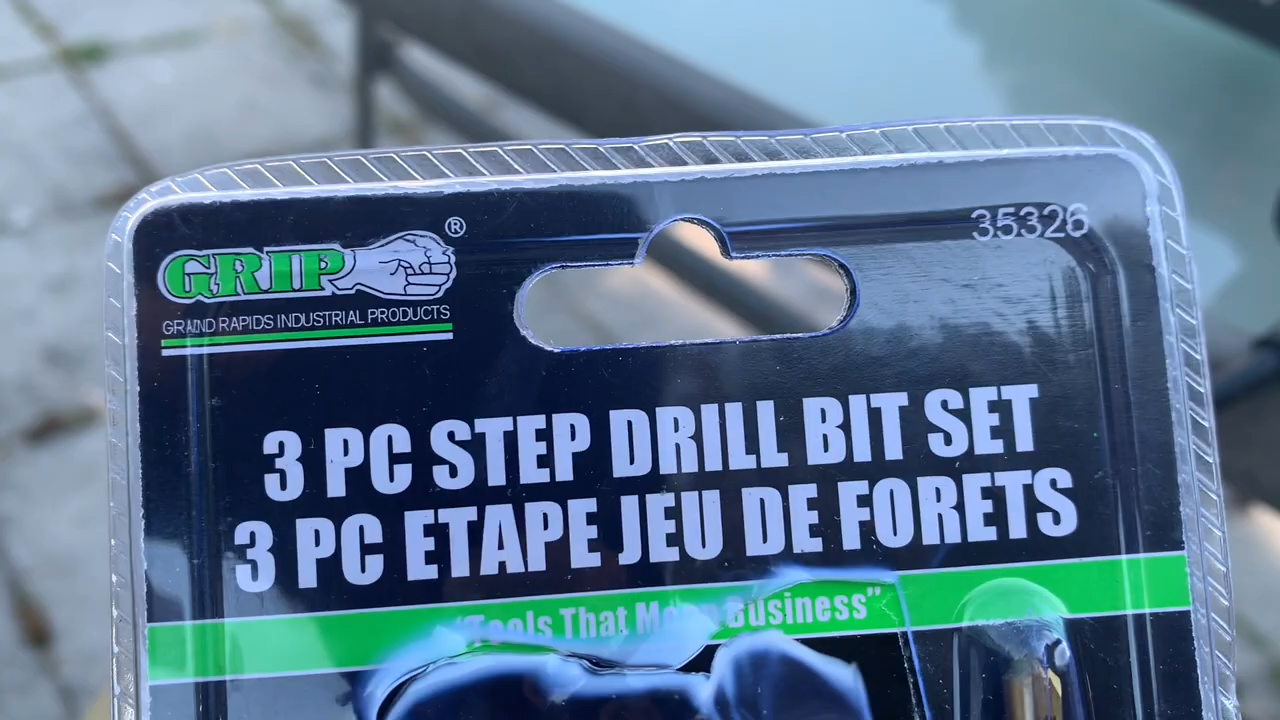 GRIP®
GRAND RAPIDS INDUSTRIAL PRODUCTS
35326
3 PC STEP DRILL BIT SET
3 PC ETAPE JEU DE FORETS
"Tools That Mean Business"